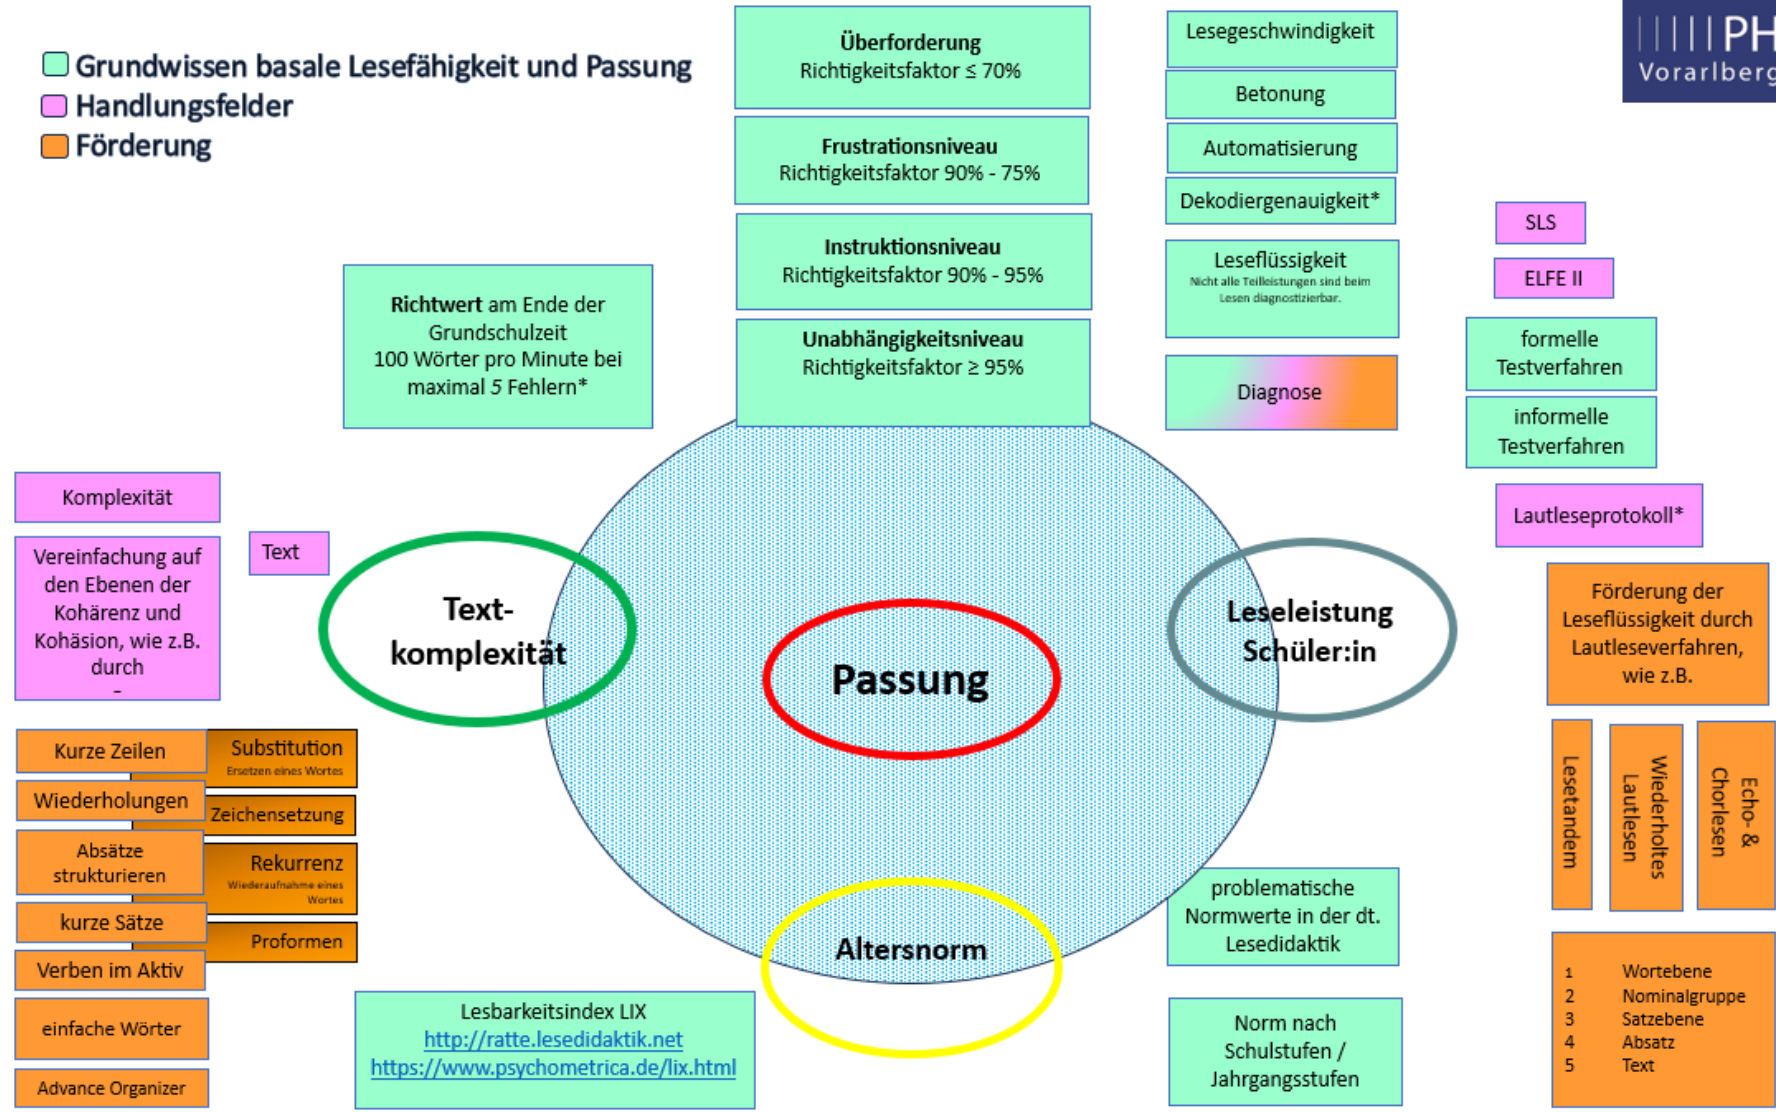 Grundwissen basale Lesefähigkeit und Passung
Handlungsfelder
Förderung
Überforderung
Richtigkeitsfaktor ≤ 70%
Frustrationsniveau
Richtigkeitsfaktor 90% - 75%
Instruktionsniveau
Richtigkeitsfaktor 90% - 95%
Unabhängigkeitsniveau
Richtigkeitsfaktor ≥ 95%
Lesegeschwindigkeit
Betonung
Automatisierung
Dekodiergenauigkeit*
Leseflüssigkeit
Nicht alle Teilleistungen sind beim
Lesen diagnostizierbar.
Diagnose
PH
Vorarlberg
SLS
ELFE II
formelle
Testverfahren
informelle
Testverfahren
Lautleseprotokoll*
Richtwert am Ende der
Grundschulzeit
100 Wörter pro Minute bei
maximal 5 Fehlern*
Komplexität
Vereinfachung auf
den Ebenen der
Kohärenz und
Kohäsion, wie z.B.
durch
-
Text
Text-
komplexität
Passung
Leseleistung
Schüler:in
Altersnorm
Förderung der
Leseflüssigkeit durch
Lautleseverfahren,
wie z.B.
Lesetandem
Wiederholtes
Lautlesen
Echo- &
Chorlesen
Kurze Zeilen
Wiederholungen
Absätze
strukturieren
kurze Sätze
Verben im Aktiv
einfache Wörter
Advance Organizer
Substitution
Ersetzen eines Wortes
Zeichensetzung
Rekurrenz
Wiederaufnahme eines
Wortes
Proformen
Lesbarkeitsindex LIX
http://ratte.lesedidaktik.net
https://www.psychometrica.de/lix.html
problematische
Normwerte in der dt.
Lesedidaktik
Norm nach
Schulstufen /
Jahrgangsstufen
1 Wortebene
2 Nominalgruppe
3 Satzebene
4 Absatz
5 Text